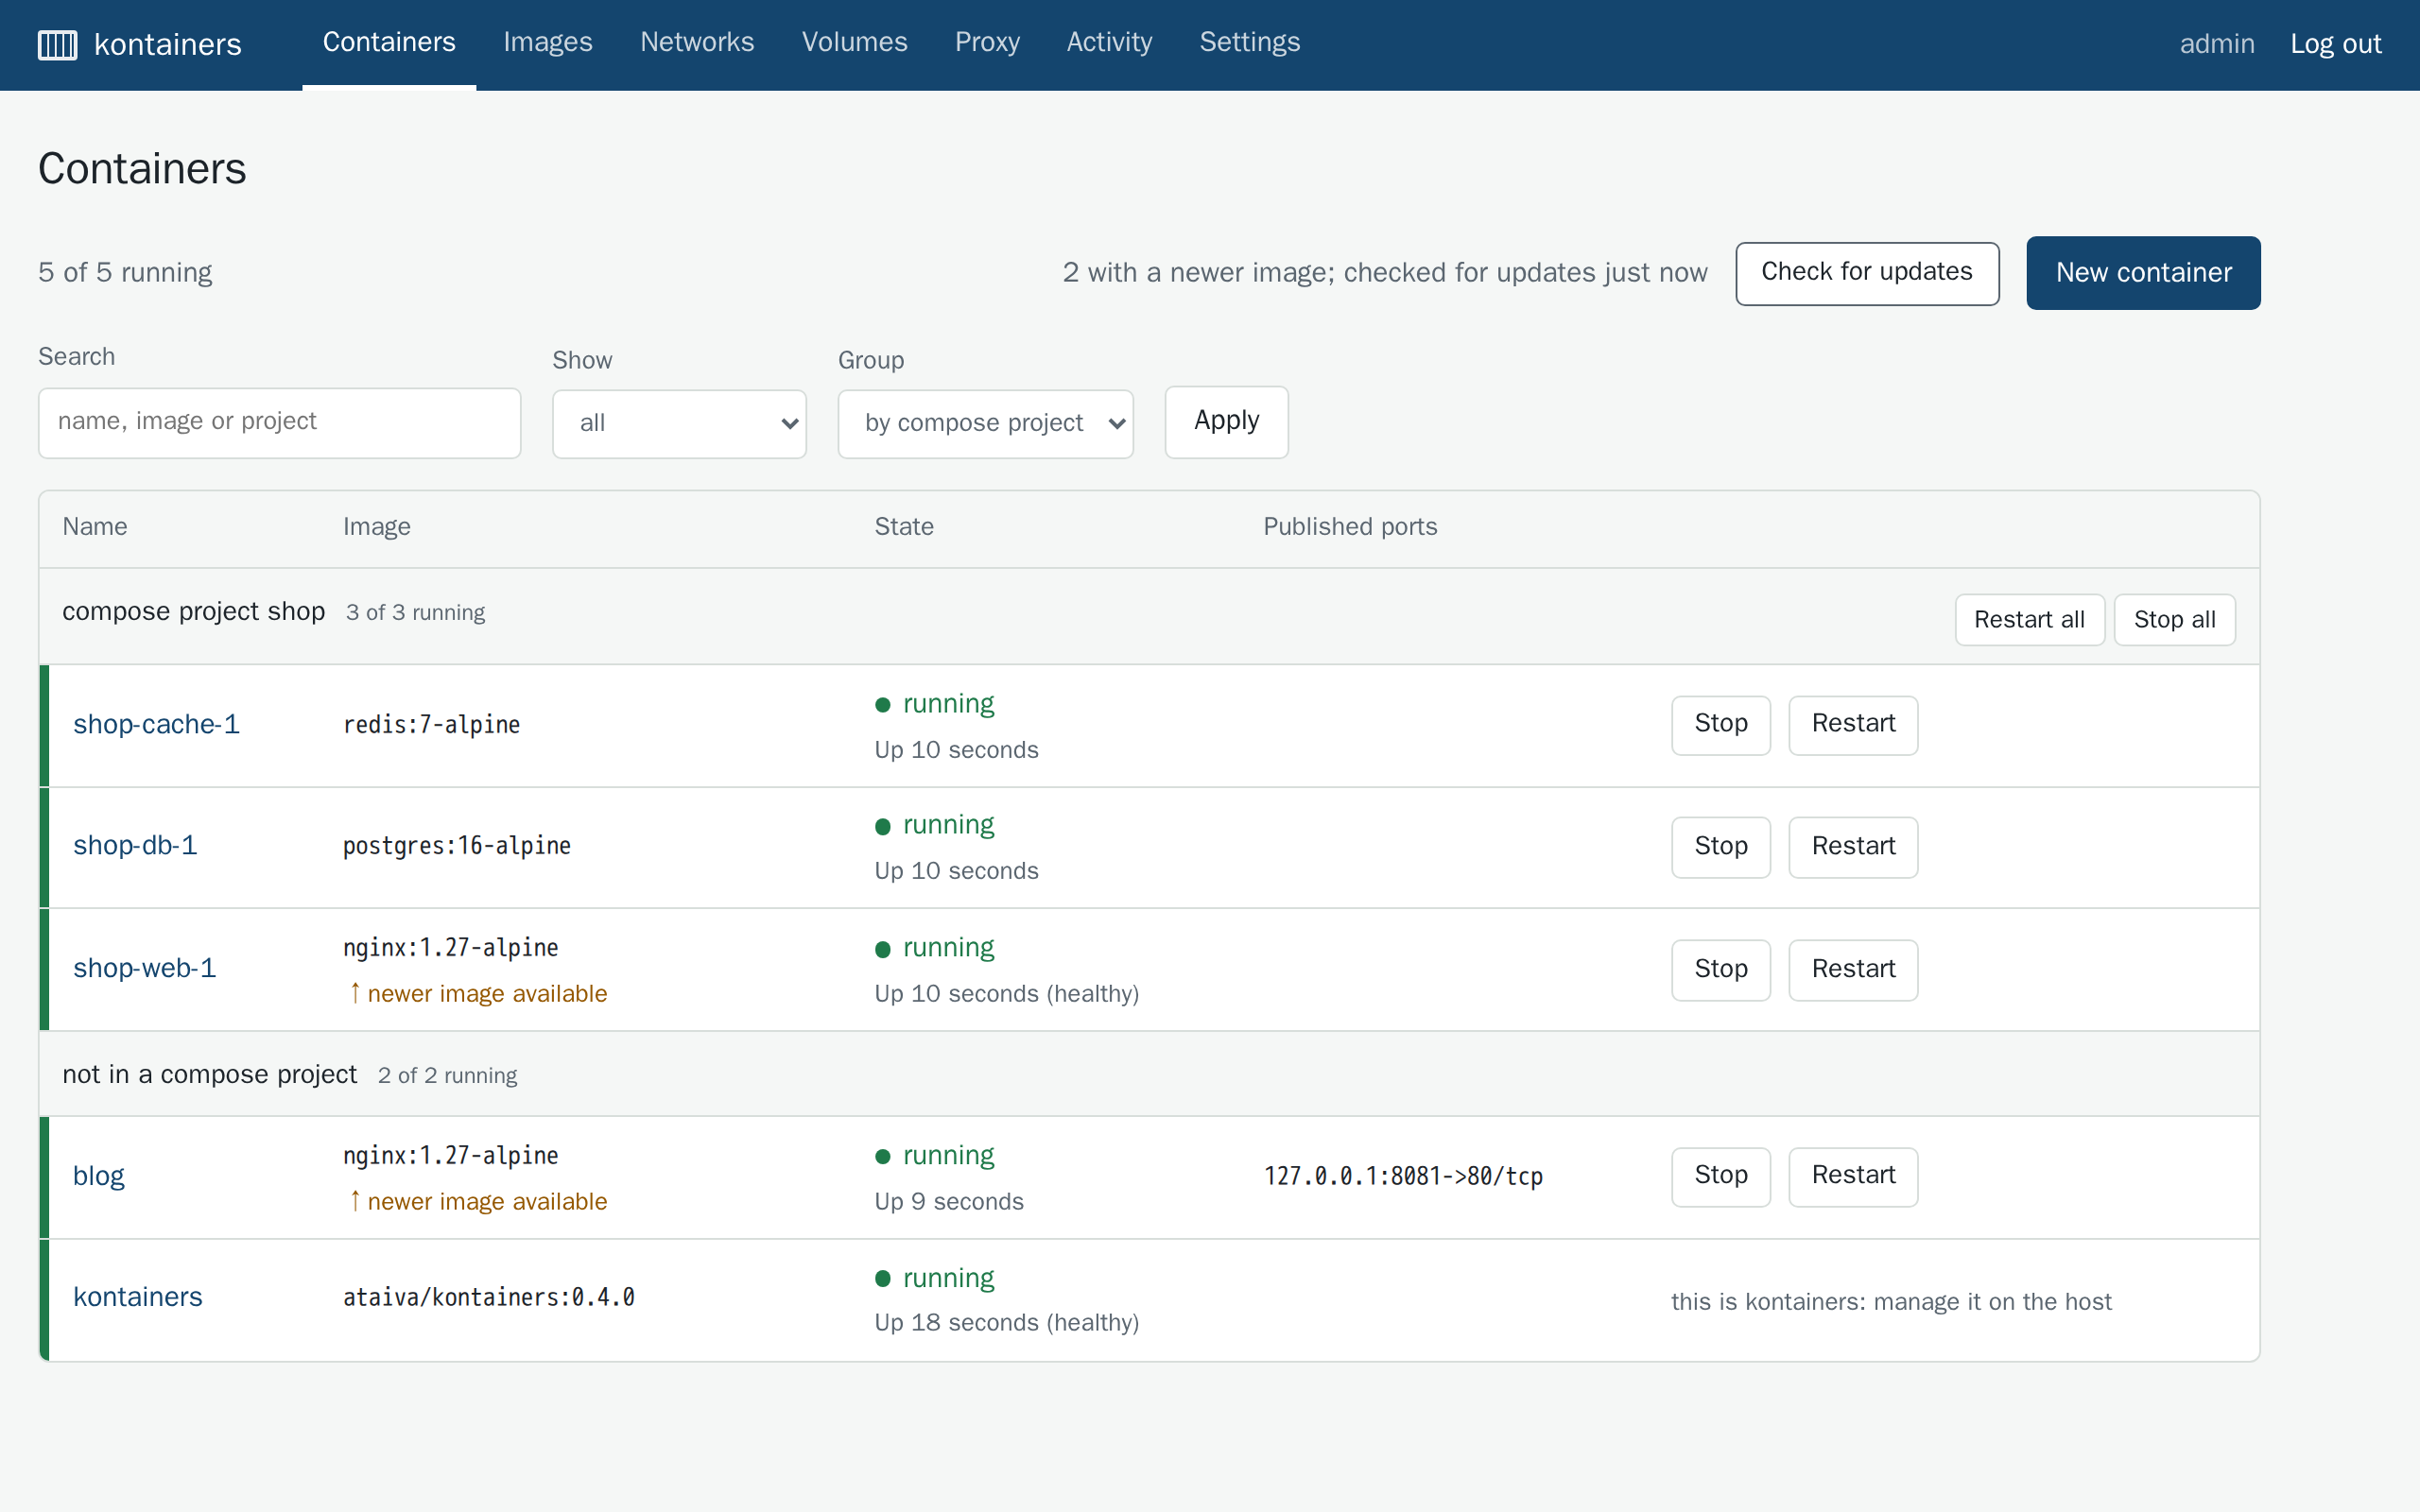 kontainers Containers Images Networks Volumes Proxy Activity Settings admin Log out
Containers
5 of 5 running 2 with a newer image; checked for updates just now Check for updates New container
Search Show Group
name, image or project all by compose project Apply
Name Image State Published ports
compose project shop 3 of 3 running Restart all Stop all
shop-cache-1 redis:7-alpine running Stop Restart
Up 10 seconds
shop-db-1 postgres:16-alpine running Stop Restart
Up 10 seconds
shop-web-1 nginx:1.27-alpine running Stop Restart
↑ newer image available Up 10 seconds (healthy)
not in a compose project 2 of 2 running
blog nginx:1.27-alpine running 127.0.0.1:8081->80/tcp Stop Restart
↑ newer image available Up 9 seconds
kontainers ataiva/kontainers:0.4.0 running this is kontainers: manage it on the host
Up 18 seconds (healthy)